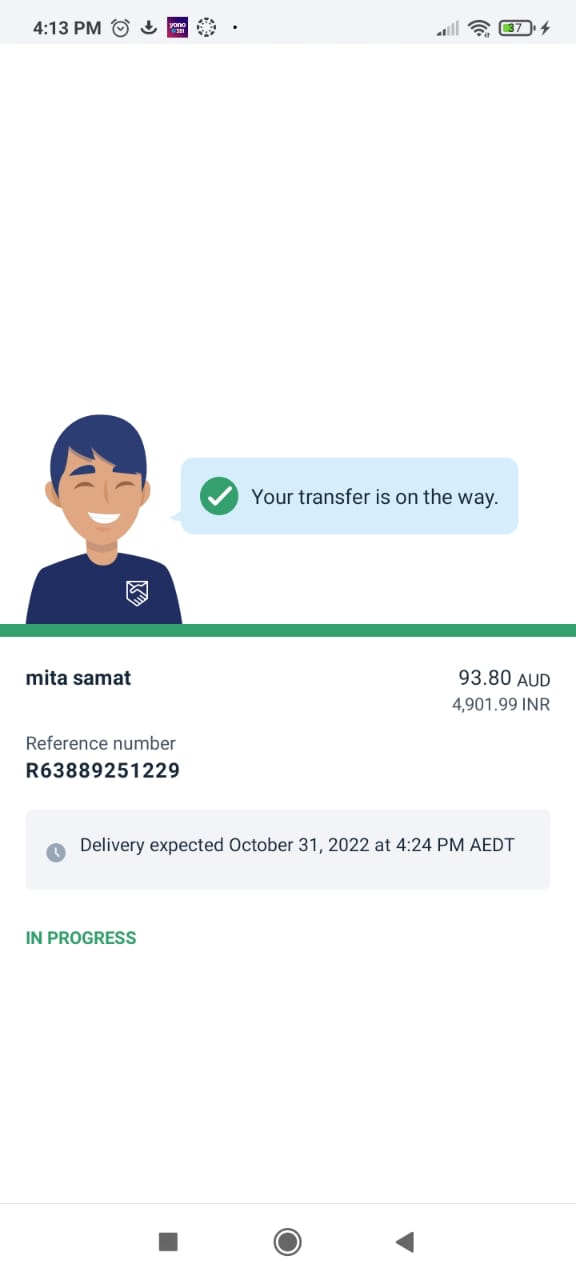 4:13 PM
yono
SBI
37
Your transfer is on the way.
mita samat
93.80 AUD
4,901.99 INR
Reference number
R63889251229
Delivery expected October 31, 2022 at 4:24 PM AEDT
IN PROGRESS